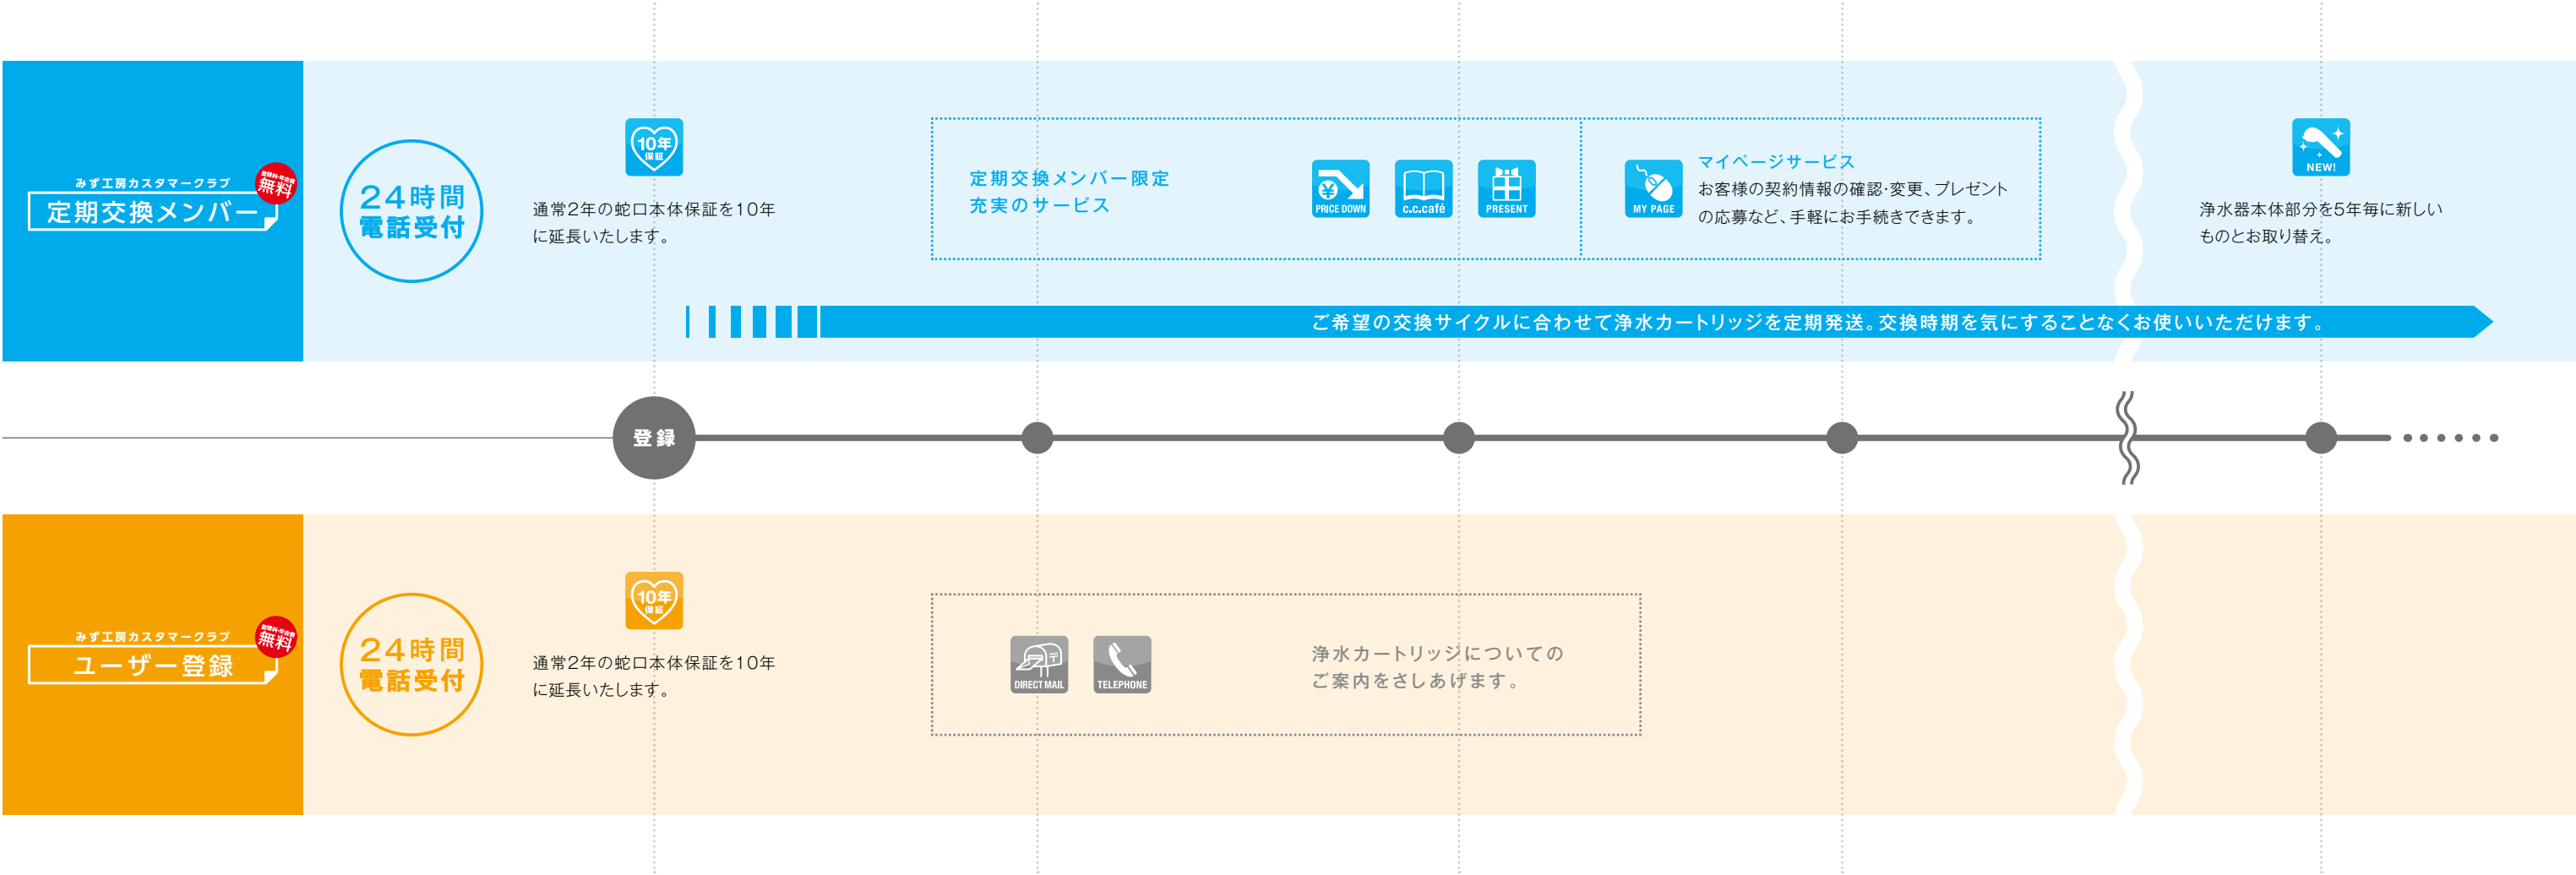 みず工房カスタマークラブ
登録料・年会費
無料
定期交換メンバー
24時間
電話受付
10年
保証
通常2年の蛇口本体保証を10年
に延長いたします。
定期交換メンバー限定
充実のサービス
¥
PRICE DOWN
c.c.café
PRESENT
MY PAGE
マイページサービス
お客様の契約情報の確認・変更、プレゼント
の応募など、手軽にお手続きできます。
NEW!
浄水器本体部分を5年毎に新しい
ものとお取り替え。
ご希望の交換サイクルに合わせて浄水カートリッジを定期発送。交換時期を気にすることなくお使いいただけます。
登録
みず工房カスタマークラブ
登録料・年会費
無料
ユーザー登録
24時間
電話受付
10年
保証
通常2年の蛇口本体保証を10年
に延長いたします。
〒
DIRECT MAIL
TELEPHONE
浄水カートリッジについての
ご案内をさしあげます。